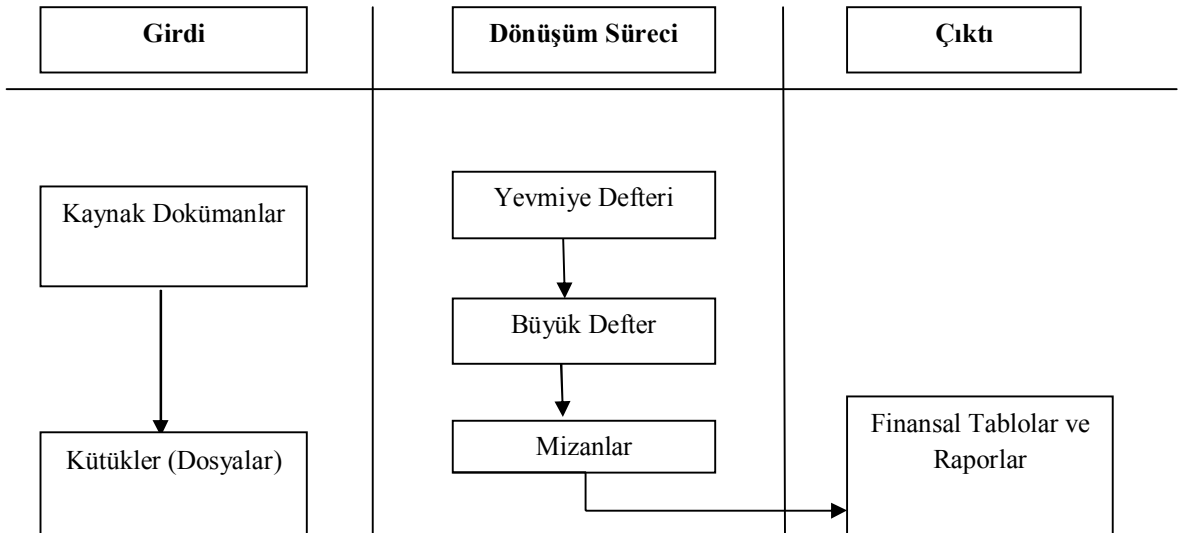 Girdi
Dönüşüm Süreci
Çıktı
Kaynak Dokümanlar
Kütükler (Dosyalar)
Yevmiye Defteri
Büyük Defter
Mizanlar
Finansal Tablolar ve
Raporlar